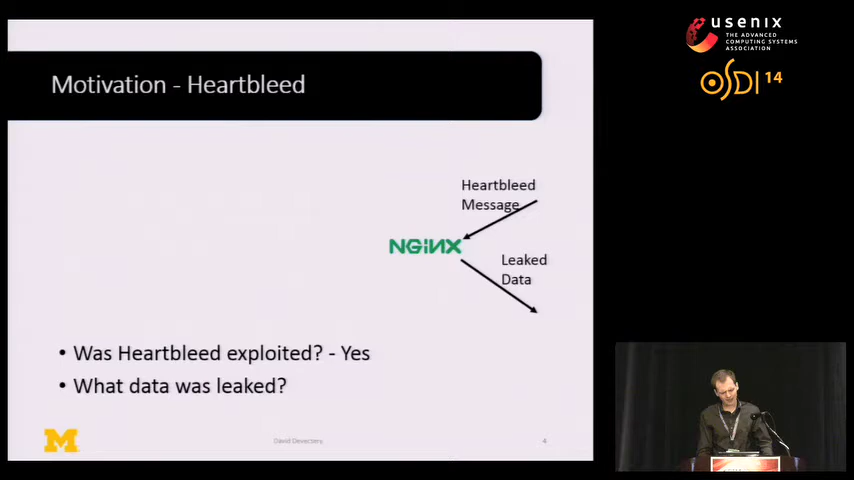 Motivation - Heartbleed
Heartbleed
Message
NGiNX
Leaked
Data
• Was Heartbleed exploited? - Yes
• What data was leaked?
M
David Devecsery
4
usenix
THE ADVANCED
COMPUTING SYSTEMS
ASSOCIATION
OSDI 14